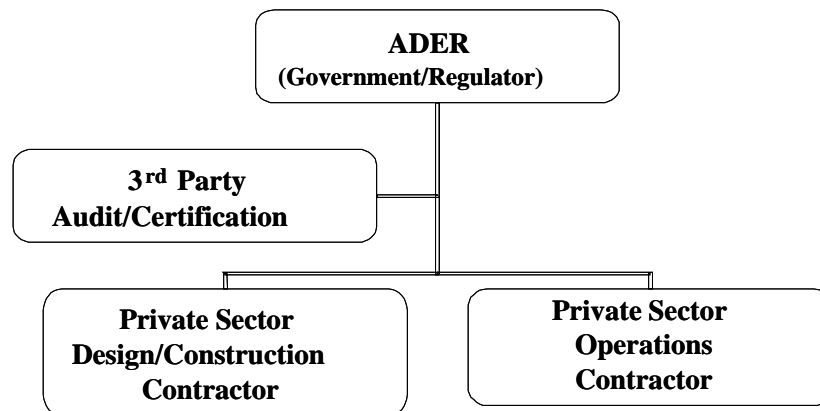 ADER
(Government/Regulator)
3rd Party
Audit/Certification
Private Sector
Design/Construction
Contractor
Private Sector
Operations
Contractor